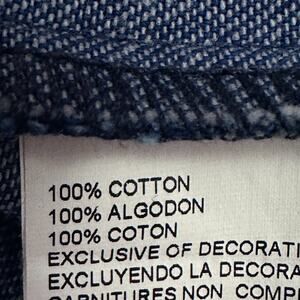 100% COTTON
100% ALGODON
100% COTON
EXCLUSIVE OF DECORATI
EXCLUYENDO LA DECORA
GARNITURES NON COMP